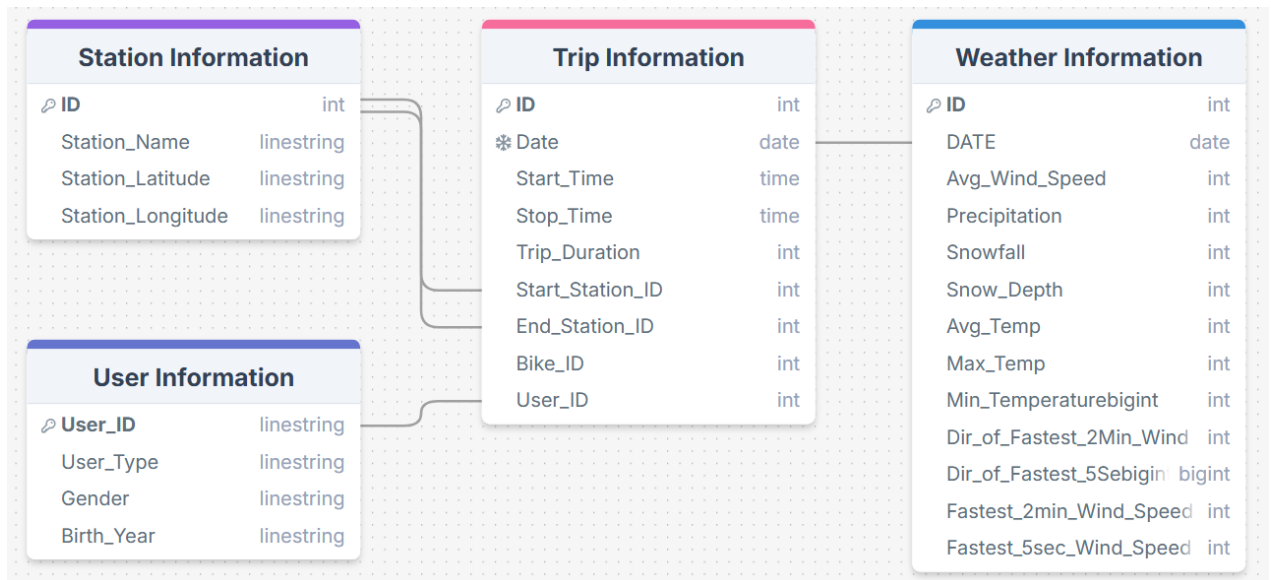 Station Information
ID int
Station_Name linestring
Station_Latitude linestring
Station_Longitude linestring
User Information
User_ID linestring
User_Type linestring
Gender linestring
Birth_Year linestring
Trip Information
ID int
Date date
Start_Time time
Stop_Time time
Trip_Duration int
Start_Station_ID int
End_Station_ID int
Bike_ID int
User_ID int
Weather Information
ID int
DATE date
Avg_Wind_Speed int
Precipitation int
Snowfall int
Snow_Depth int
Avg_Temp int
Max_Temp int
Min_Temperaturebigint int
Dir_of_Fastest_2Min_Wind int
Dir_of_Fastest_5Sebigin bigint
Fastest_2min_Wind_Speed int
Fastest_5sec_Wind_Speed int